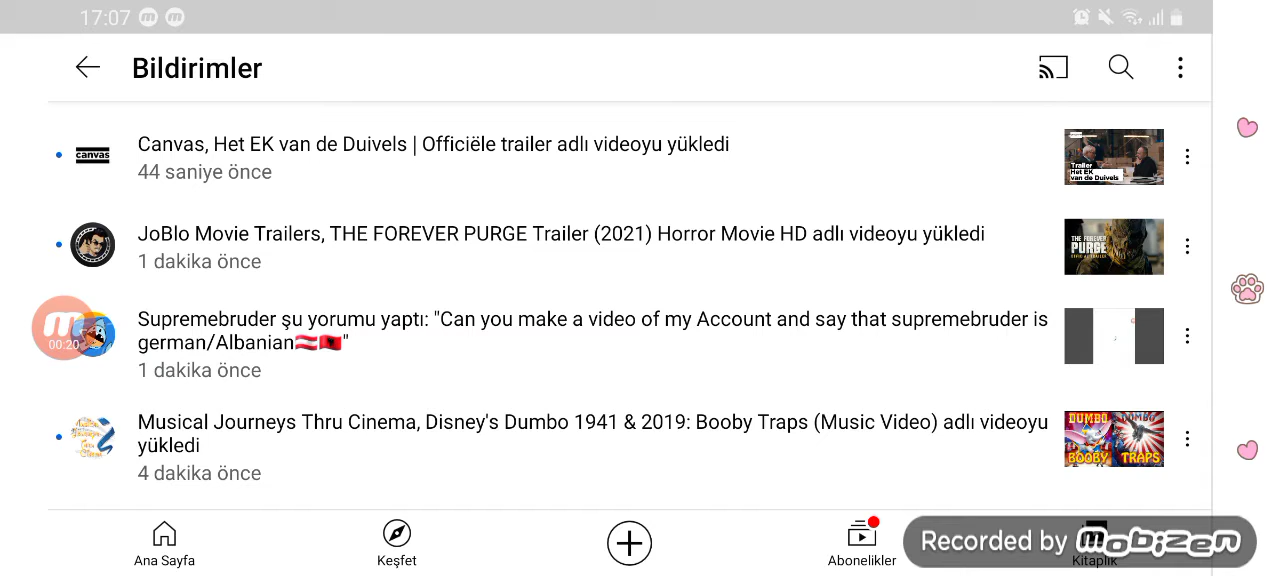 17:07
Bildirimler
canvas
Canvas, Het EK van de Duivels | Officiële trailer adlı videoyu yükledi
44 saniye önce
Trailer
Het EK
van de Duivels
JoBlo Movie Trailers, THE FOREVER PURGE Trailer (2021) Horror Movie HD adlı videoyu yükledi
1 dakika önce
THE FOREVER
PURGE
OFFICIAL TRAILER
00:20
Supremebruder şu yorumu yaptı: "Can you make a video of my Account and say that supremebruder is
german/Albanian🇦🇹🇦🇱"
1 dakika önce
Musical Journeys Thru Cinema, Disney's Dumbo 1941 & 2019: Booby Traps (Music Video) adlı videoyu
yükledi
4 dakika önce
DUMBO DUMBO
BOOBY TRAPS
Ana Sayfa
Keşfet
Abonelikler
Kitaplık
Recorded by mobizen